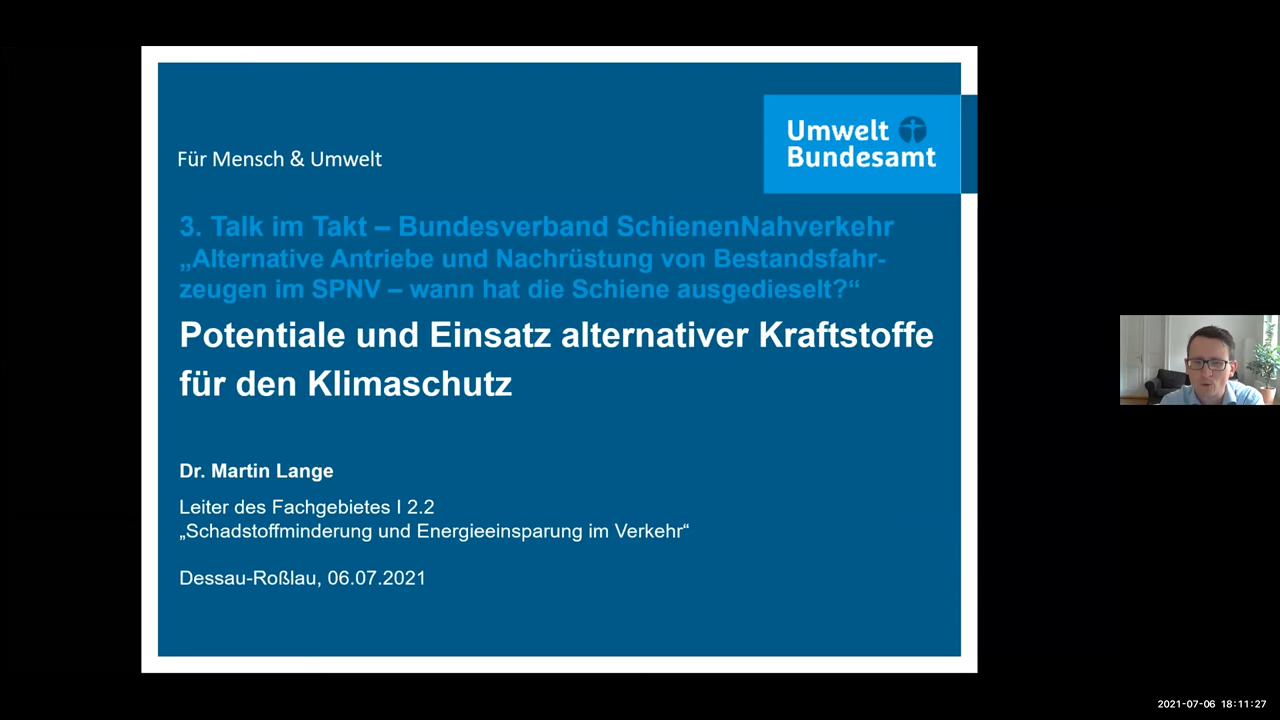 Umwelt
Bundesamt
Für Mensch & Umwelt
3. Talk im Takt – Bundesverband SchienenNahverkehr
„Alternative Antriebe und Nachrüstung von Bestandsfahr-
zeugen im SPNV – wann hat die Schiene ausgedieselt?“
Potentiale und Einsatz alternativer Kraftstoffe
für den Klimaschutz
Dr. Martin Lange
Leiter des Fachgebietes I 2.2
„Schadstoffminderung und Energieeinsparung im Verkehr“
Dessau-Roßlau, 06.07.2021
2021-07-06 18:11:27